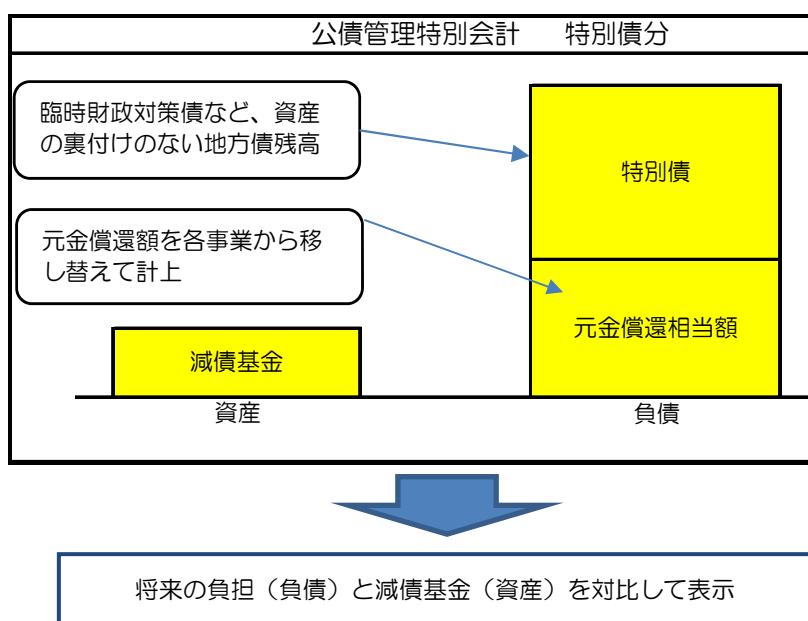 公債管理特別会計　特別債分
臨時財政対策債など、資産
の裏付けのない地方債残高
特別債
元金償還額を各事業から移
し替えて計上
元金償還相当額
減債基金
資産
負債
将来の負担（負債）と減債基金（資産）を対比して表示